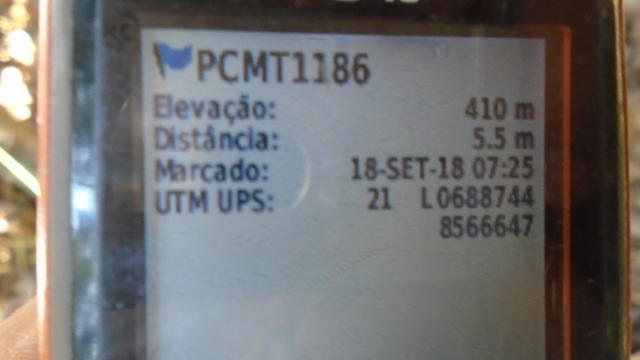 PCMT1186
Elevação: 410 m
Distância: 5.5 m
Marcado: 18-SET-18 07:25
UTM UPS: 21 L 0688744
8566647